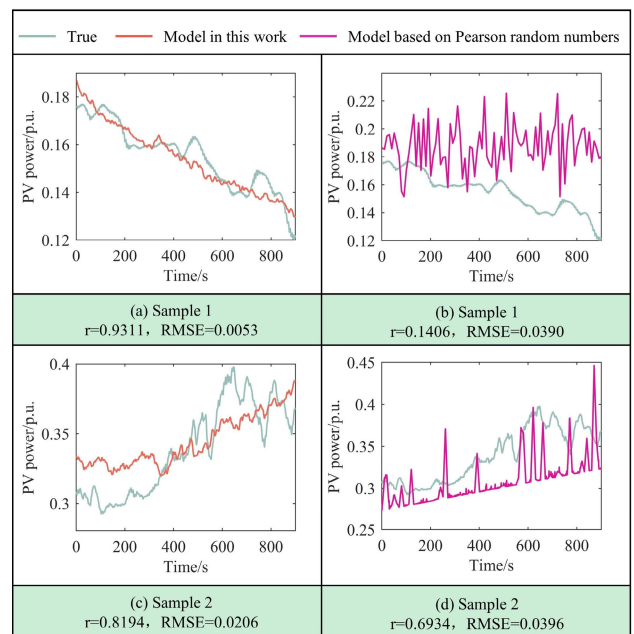 True Model in this work Model based on Pearson random numbers
PV power/p.u.
0.18
0.16
0.14
0.12
0 200 400 600 800
Time/s
PV power/p.u.
0.22
0.2
0.18
0.16
0.14
0.12
0 200 400 600 800
Time/s
(a) Sample 1
r=0.9311，RMSE=0.0053
(b) Sample 1
r=0.1406，RMSE=0.0390
PV power/p.u.
0.4
0.35
0.3
0 200 400 600 800
Time/s
PV power/p.u.
0.45
0.4
0.35
0.3
0.25
0 200 400 600 800
Time/s
(c) Sample 2
r=0.8194，RMSE=0.0206
(d) Sample 2
r=0.6934，RMSE=0.0396